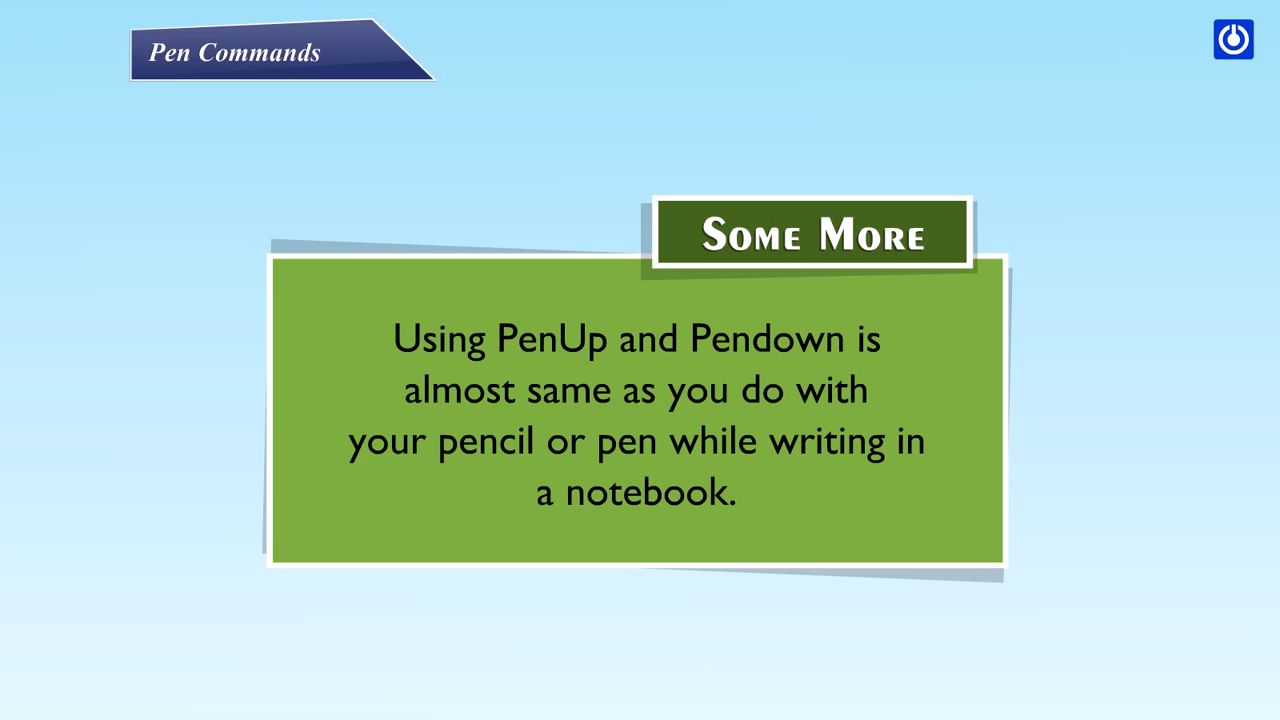 Pen Commands
Some More
Using PenUp and Pendown is
almost same as you do with
your pencil or pen while writing in
a notebook.